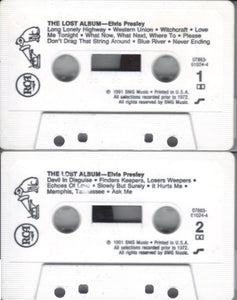 THE LOST ALBUM—Elvis Presley
Long Lonely Highway • Western Union • Witchcraft • Love
Me Tonight • What Now, What Next, Where To • Please
Don't Drag That String Around • Blue River • Never Ending
RCA
07863-
61024-4
1
℗ 1991 BMG Music • Printed in U.S.A.
All selections recorded prior to 1972.
All rights reserved by BMG Music.
THE LOST ALBUM—Elvis Presley
Devil In Disguise • Finders Keepers, Losers Weepers •
Echoes Of Love • Slowly But Surely • It Hurts Me •
Memphis, Tennessee • Ask Me
RCA
07863-
61024-4
2
℗ 1991 BMG Music • Printed in U.S.A.
All selections recorded prior to 1972.
All rights reserved by BMG Music.